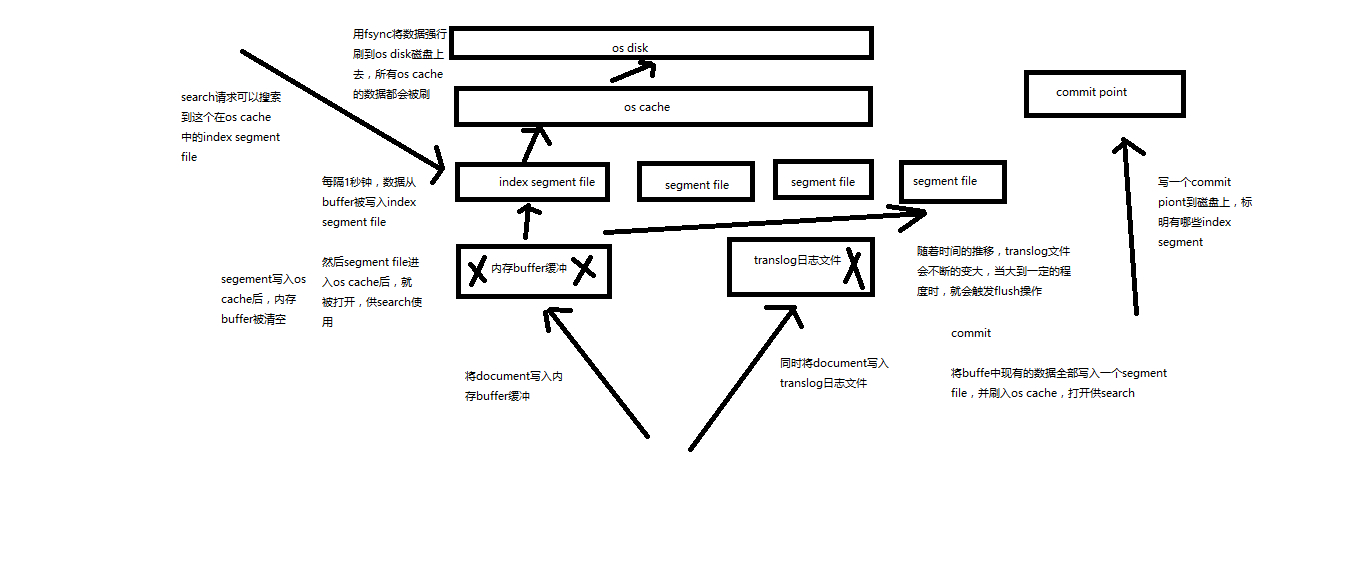 用fsync将数据强行
刷到os disk磁盘上
去，所有os cache
的数据都会被刷
os disk
os cache
commit point
search请求可以搜索
到这个在os cache
中的index segment
file
每隔1秒钟，数据从
buffer被写入index
segment file
index segment file
segment file
segment file
segment file
写一个commit
piont到磁盘上，标
明有哪些index
segment
segement写入os
cache后，内存
buffer被清空
然后segment file进
入os cache后，就
被打开，供search使
用
内存buffer缓冲
translog日志文件
随着时间的推移，translog文件
会不断的变大，当大到一定的程
度时，就会触发flush操作
commit
将buffe中现有的数据全部写入一个segment
file，并刷入os cache，打开供search
将document写入内
存buffer缓冲
同时将document写入
translog日志文件